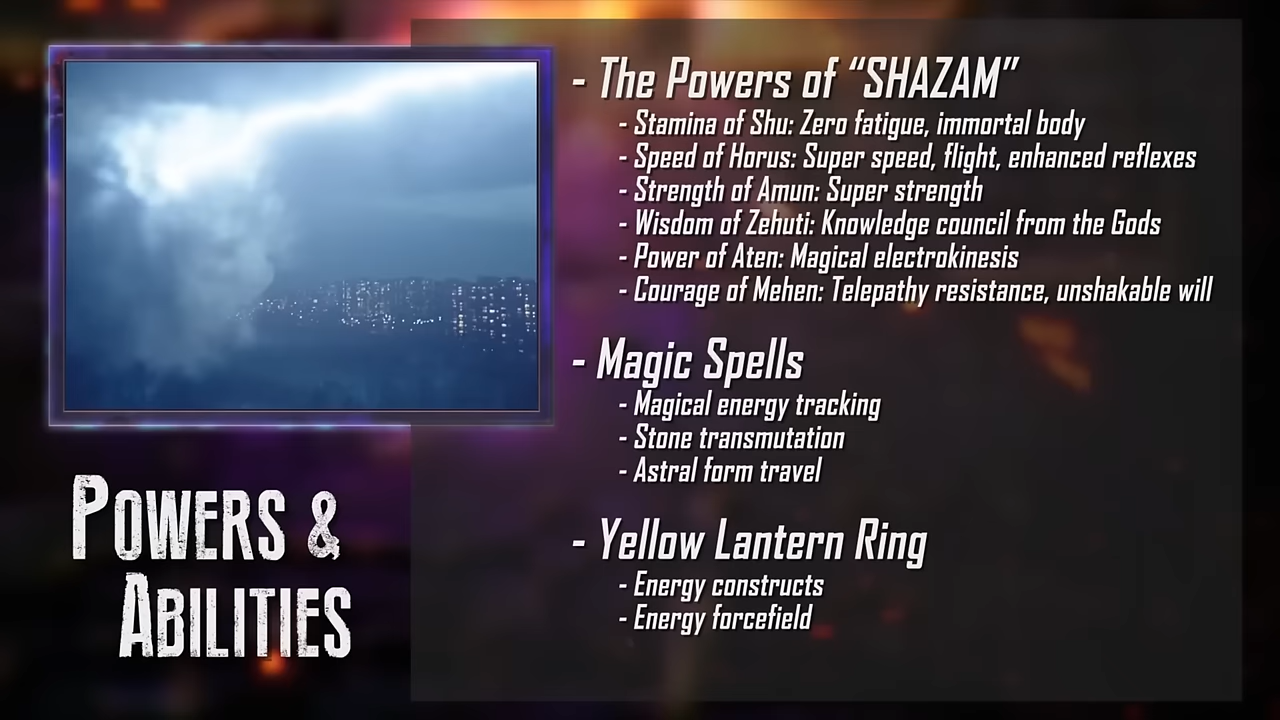 - The Powers of “SHAZAM”
- Stamina of Shu: Zero fatigue, immortal body
- Speed of Horus: Super speed, flight, enhanced reflexes
- Strength of Amun: Super strength
- Wisdom of Zehuti: Knowledge council from the Gods
- Power of Aten: Magical electrokinesis
- Courage of Mehen: Telepathy resistance, unshakable will
- Magic Spells
- Magical energy tracking
- Stone transmutation
- Astral form travel
- Yellow Lantern Ring
- Energy constructs
- Energy forcefield
POWERS &
ABILITIES